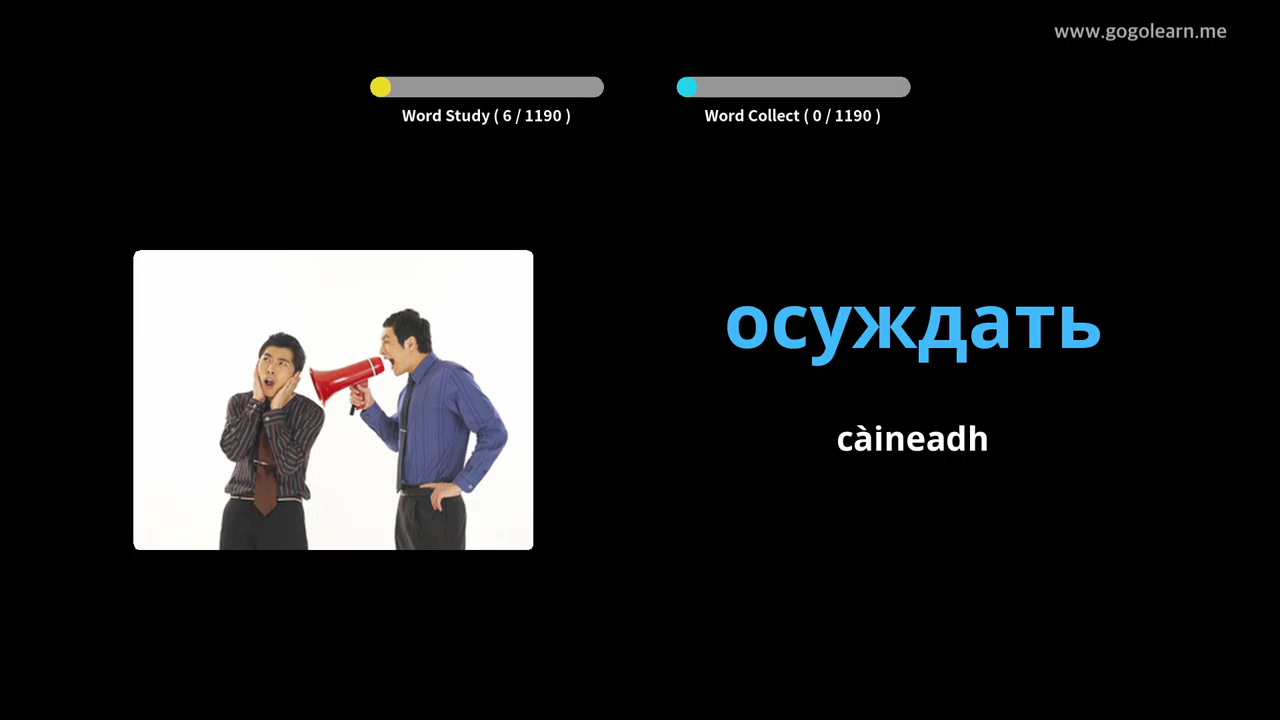 www.gogolearn.me
Word Study ( 6 / 1190 )
Word Collect ( 0 / 1190 )
осуждать
càineadh